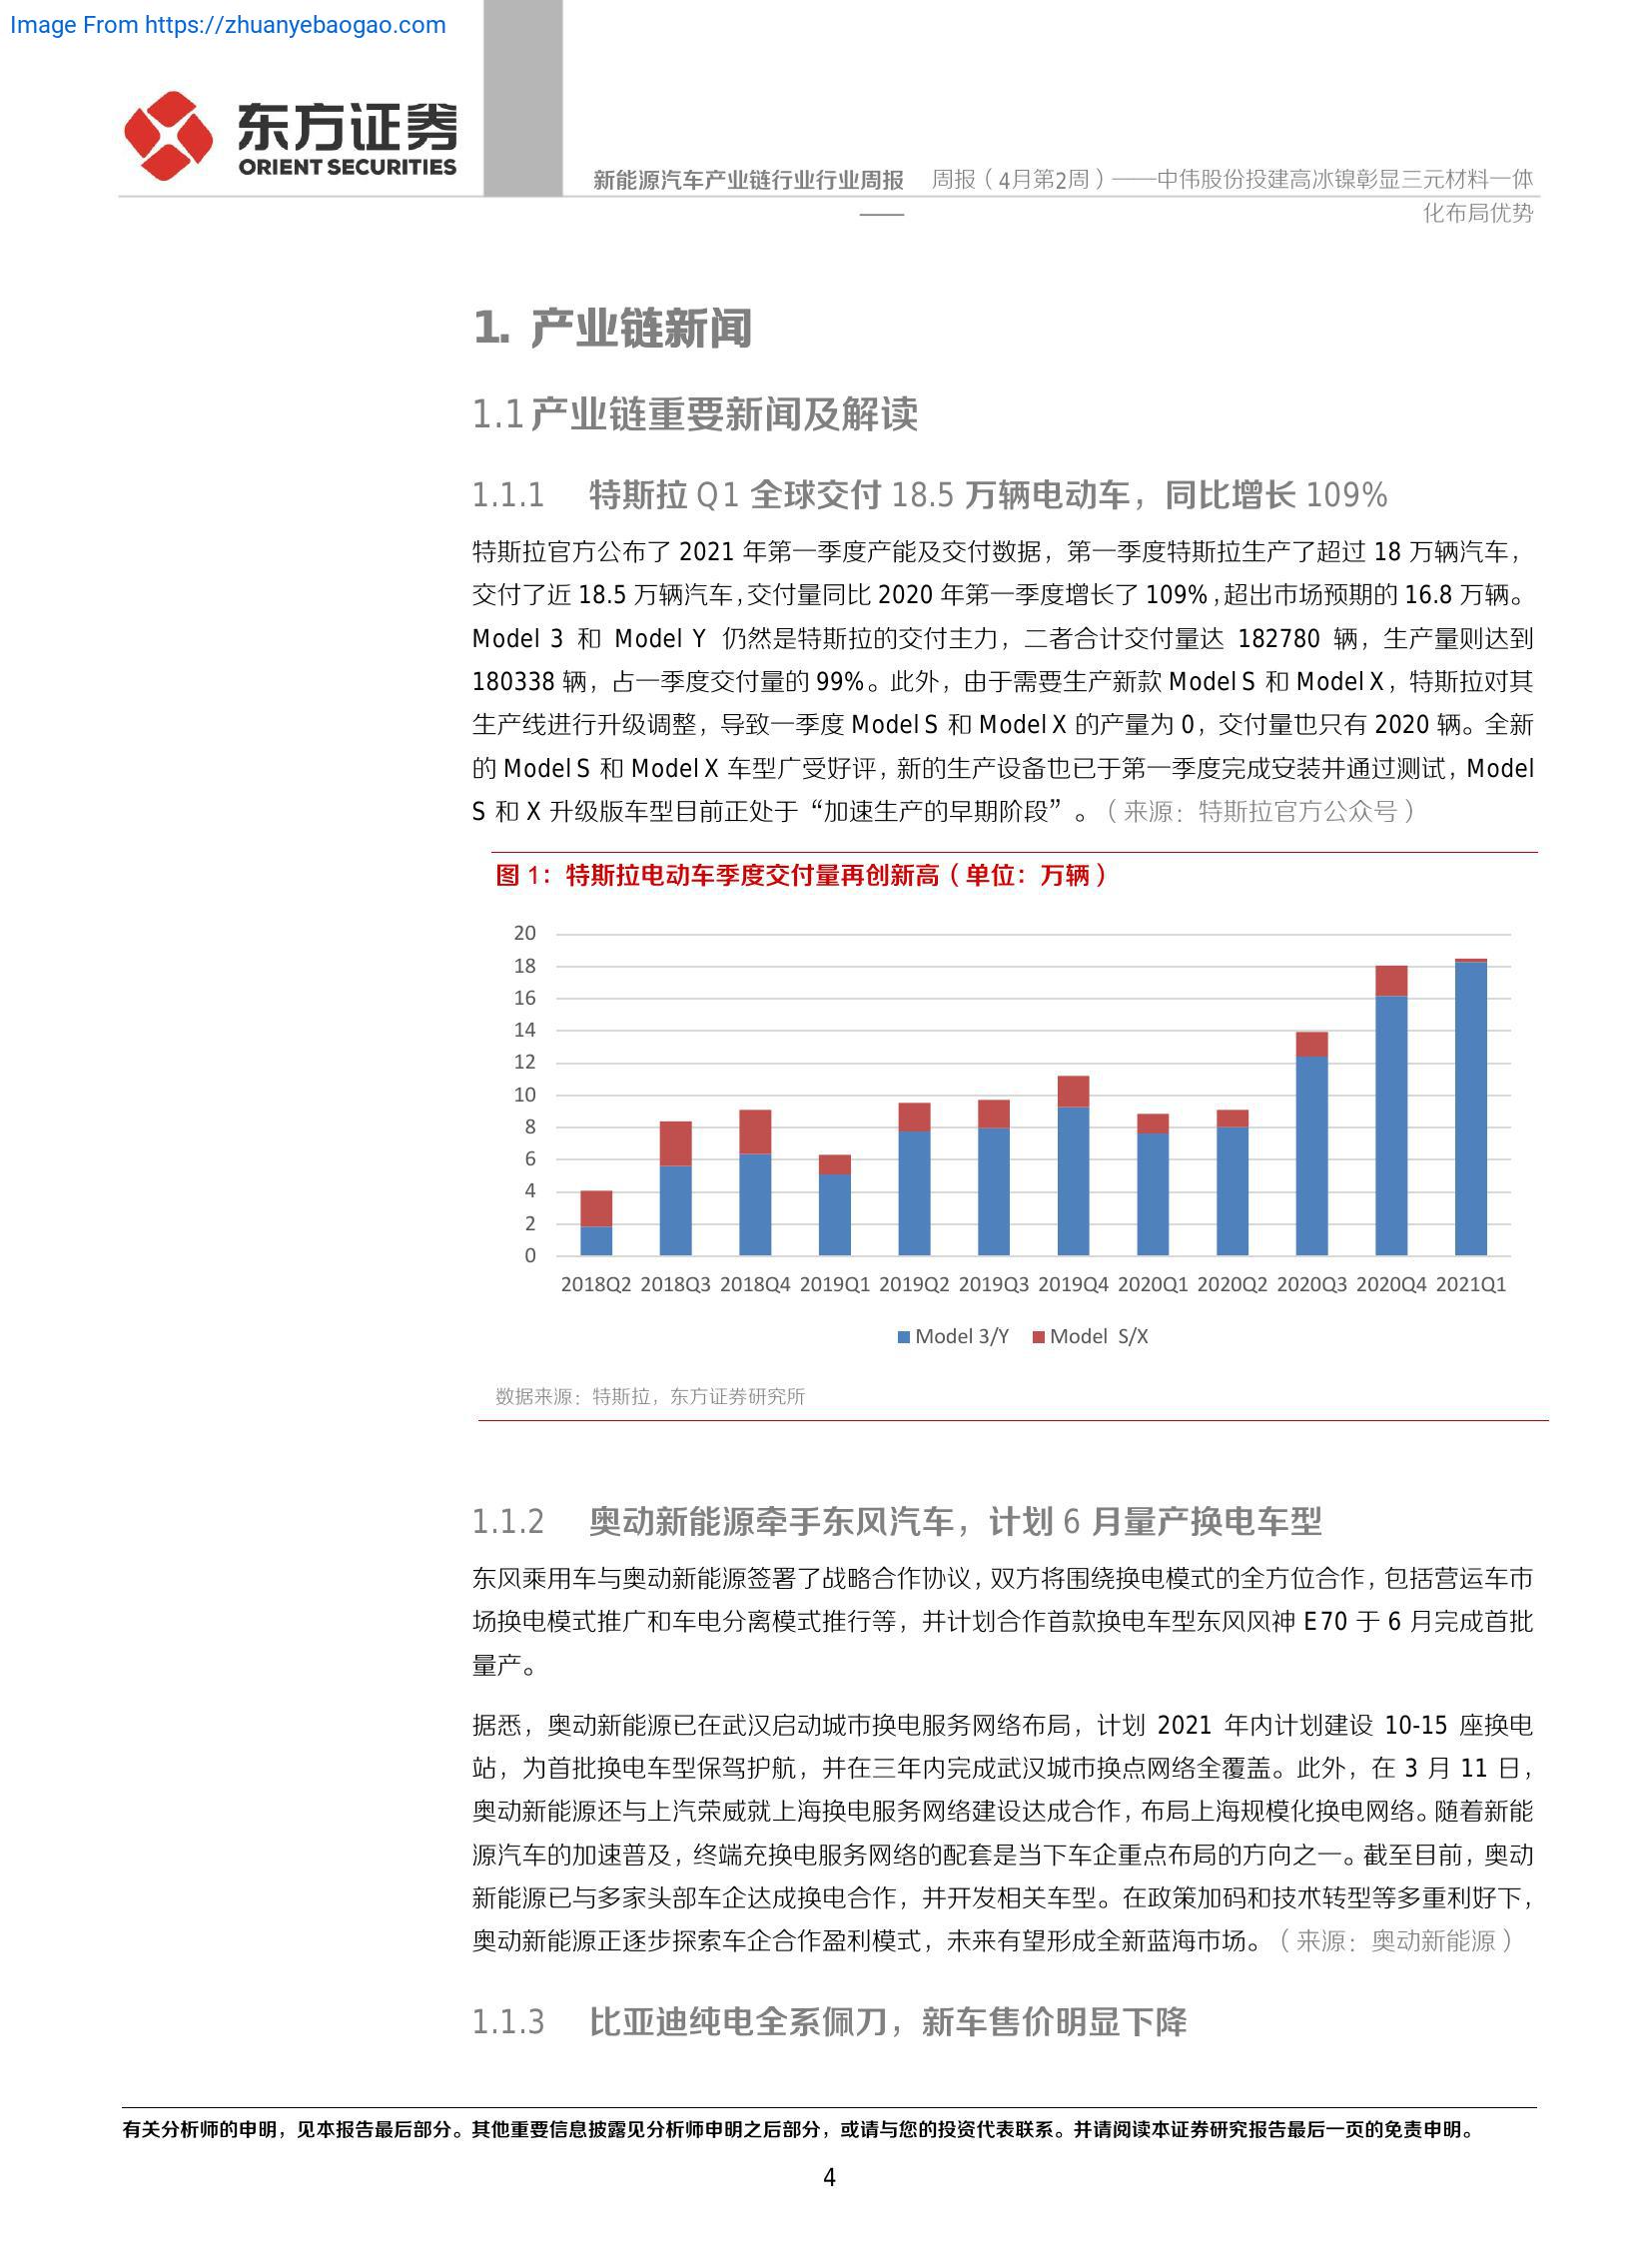 Image From https://zhuanyebaogao.com
东方证券
ORIENT SECURITIES
新能源汽车产业链行业行业周报 周报（4月第2周）——中伟股份投建高冰镍彰显三元材料一体
——
化布局优势
1. 产业链新闻
1.1产业链重要新闻及解读
1.1.1 特斯拉 Q1 全球交付 18.5 万辆电动车，同比增长 109%
特斯拉官方公布了 2021 年第一季度产能及交付数据，第一季度特斯拉生产了超过 18 万辆汽车，
交付了近 18.5 万辆汽车，交付量同比 2020 年第一季度增长了 109%，超出市场预期的 16.8 万辆。
Model 3 和 Model Y 仍然是特斯拉的交付主力，二者合计交付量达 182780 辆，生产量则达到
180338 辆，占一季度交付量的 99%。此外，由于需要生产新款 Model S 和 Model X，特斯拉对其
生产线进行升级调整，导致一季度 Model S 和 Model X 的产量为 0，交付量也只有 2020 辆。全新
的 Model S 和 Model X 车型广受好评，新的生产设备也已于第一季度完成安装并通过测试，Model
S 和 X 升级版车型目前正处于“加速生产的早期阶段”。（来源：特斯拉官方公众号）
图 1：特斯拉电动车季度交付量再创新高（单位：万辆）
20
18
16
14
12
10
8
6
4
2
0
2018Q2 2018Q3 2018Q4 2019Q1 2019Q2 2019Q3 2019Q4 2020Q1 2020Q2 2020Q3 2020Q4 2021Q1
Model 3/Y Model S/X
数据来源：特斯拉，东方证券研究所
1.1.2 奥动新能源牵手东风汽车，计划 6 月量产换电车型
东风乘用车与奥动新能源签署了战略合作协议，双方将围绕换电模式的全方位合作，包括营运车市
场换电模式推广和车电分离模式推行等，并计划合作首款换电车型东风风神 E70 于 6 月完成首批
量产。
据悉，奥动新能源已在武汉启动城市换电服务网络布局，计划 2021 年内计划建设 10-15 座换电
站，为首批换电车型保驾护航，并在三年内完成武汉城市换点网络全覆盖。此外，在 3 月 11 日，
奥动新能源还与上汽荣威就上海换电服务网络建设达成合作，布局上海规模化换电网络。随着新能
源汽车的加速普及，终端充换电服务网络的配套是当下车企重点布局的方向之一。截至目前，奥动
新能源已与多家头部车企达成换电合作，并开发相关车型。在政策加码和技术转型等多重利好下，
奥动新能源正逐步探索车企合作盈利模式，未来有望形成全新蓝海市场。（来源：奥动新能源）
1.1.3 比亚迪纯电全系佩刀，新车售价明显下降
有关分析师的申明，见本报告最后部分。其他重要信息披露见分析师申明之后部分，或请与您的投资代表联系。并请阅读本证券研究报告最后一页的免责申明。
4